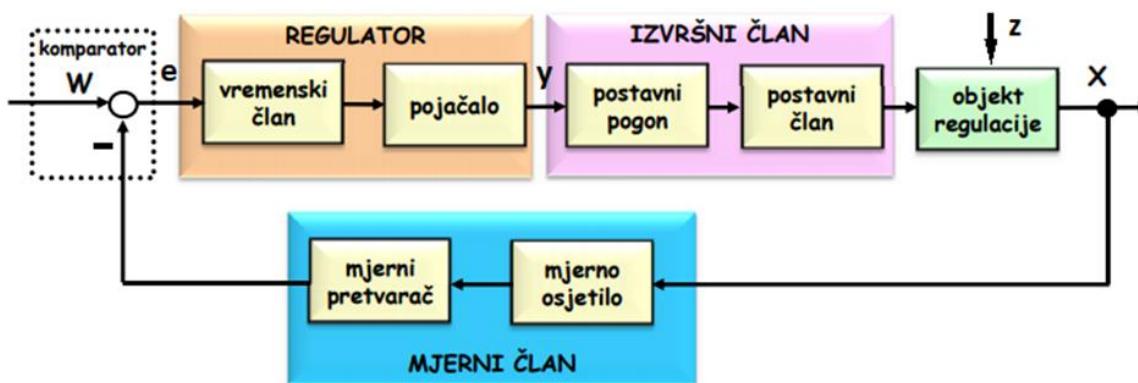 komparator
W
e
REGULATOR
vremenski
član
pojačalo
y
IZVRŠNI ČLAN
postavni
pogon
postavni
član
z
objekt
regulacije
X
-
mjerni
pretvarač
mjerno
osjetilo
MJERNI ČLAN